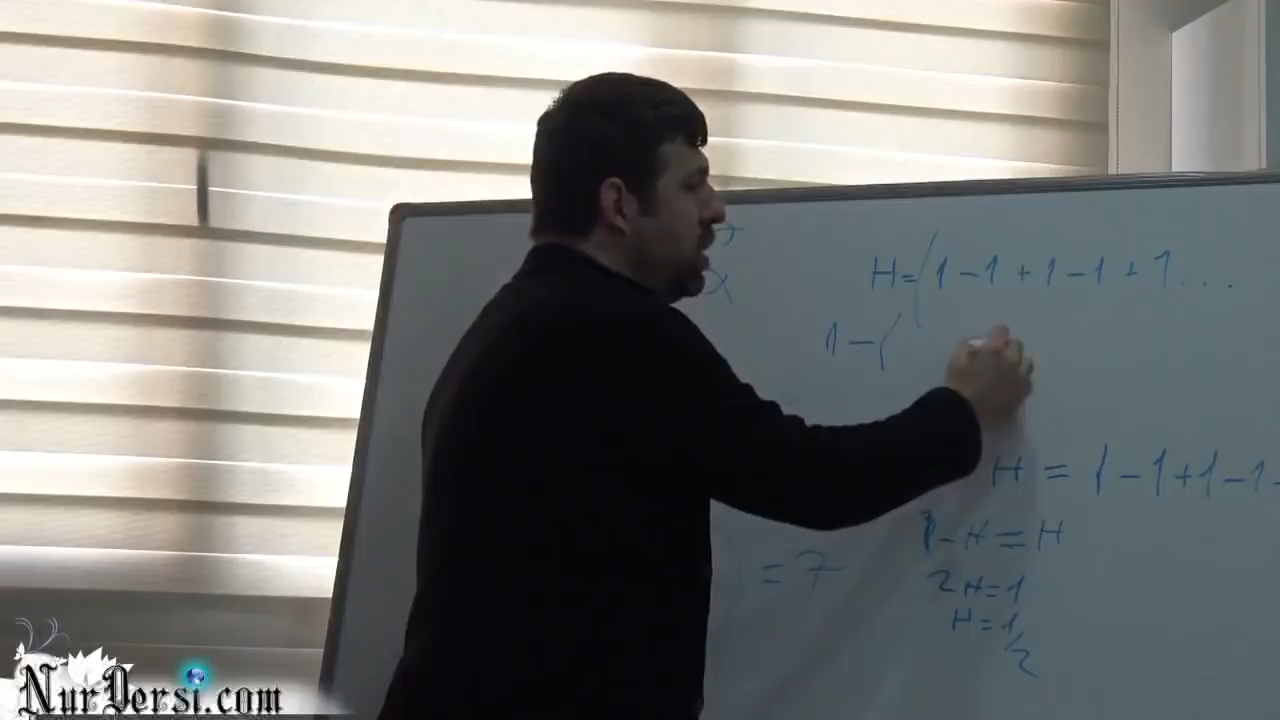 H=(1-1+1-1+1...
1-(
H = 1-1+1-1-
1-H=H
2H=1
H=1/2
=7
NurDersi.com